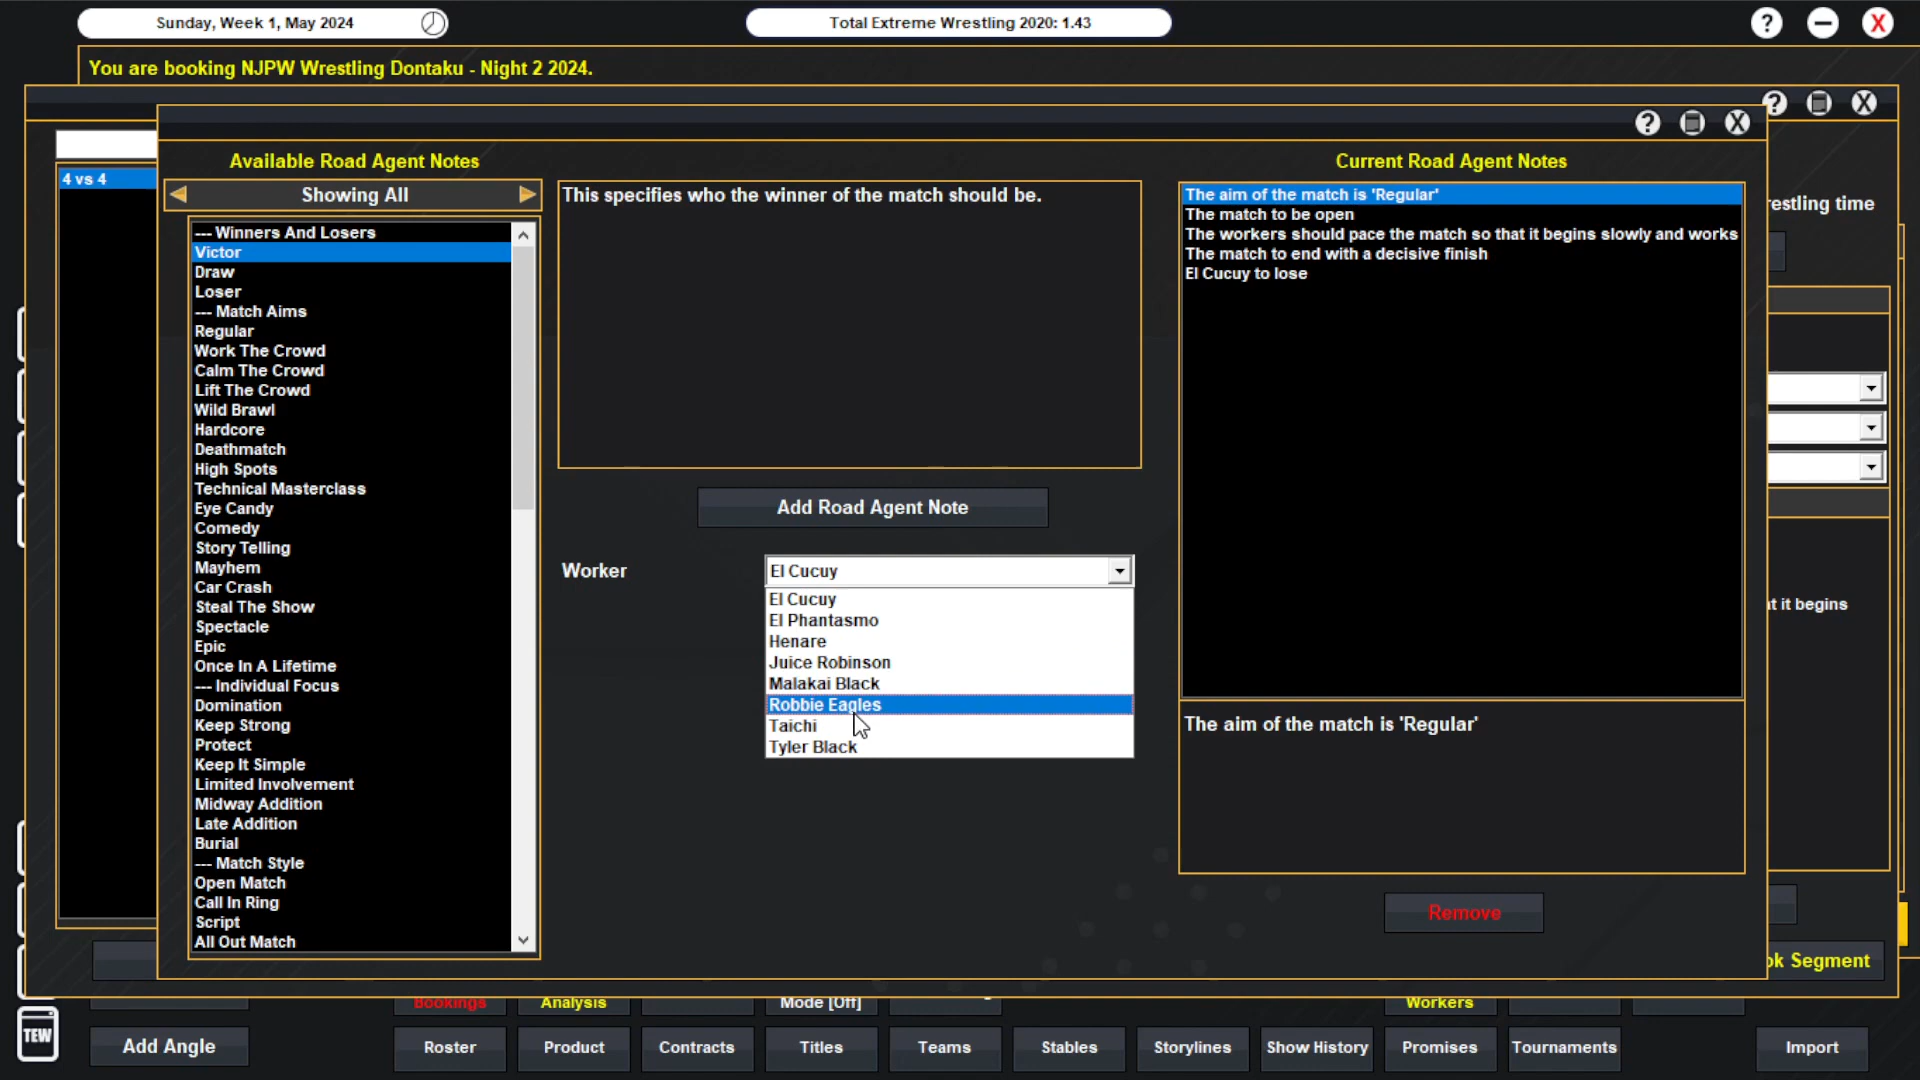 Sunday, Week 1, May 2024
Total Extreme Wrestling 2020: 1.43
?
X
You are booking NJPW Wrestling Dontaku - Night 2 2024.
?
X
?
X
Available Road Agent Notes
Showing All
--- Winners And Losers
Victor
Draw
Loser
--- Match Aims
Regular
Work The Crowd
Calm The Crowd
Lift The Crowd
Wild Brawl
Hardcore
Deathmatch
High Spots
Technical Masterclass
Eye Candy
Comedy
Story Telling
Mayhem
Car Crash
Steal The Show
Spectacle
Epic
Once In A Lifetime
--- Individual Focus
Domination
Keep Strong
Protect
Keep It Simple
Limited Involvement
Midway Addition
Late Addition
Burial
--- Match Style
Open Match
Call In Ring
Script
All Out Match
4 vs 4
This specifies who the winner of the match should be.
Add Road Agent Note
Worker
El Cucuy
El Cucuy
El Phantasmo
Henare
Juice Robinson
Malakai Black
Robbie Eagles
Taichi
Tyler Black
Current Road Agent Notes
The aim of the match is 'Regular'
The match to be open
The workers should pace the match so that it begins slowly and works
The match to end with a decisive finish
El Cucuy to lose
The aim of the match is 'Regular'
Remove
restling time
it begins
ok Segment
Bookings
Analysis
Mode [Off]
Workers
TEW
Add Angle
Roster
Product
Contracts
Titles
Teams
Stables
Storylines
Show History
Promises
Tournaments
Import